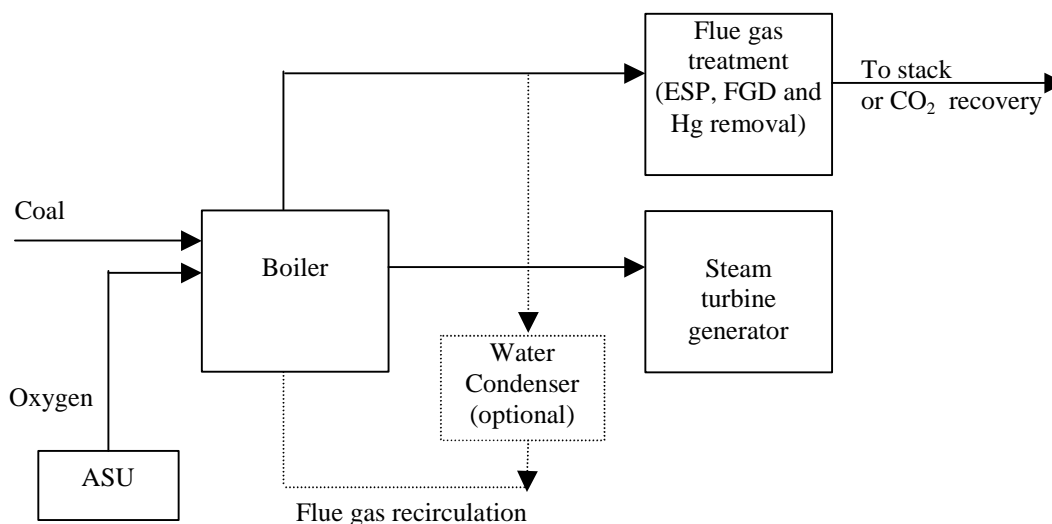 Flue gas
treatment
(ESP, FGD and
Hg removal)
To stack
or CO₂ recovery
Coal
Boiler
Steam
turbine
generator
Water
Condenser
(optional)
Oxygen
ASU
Flue gas recirculation